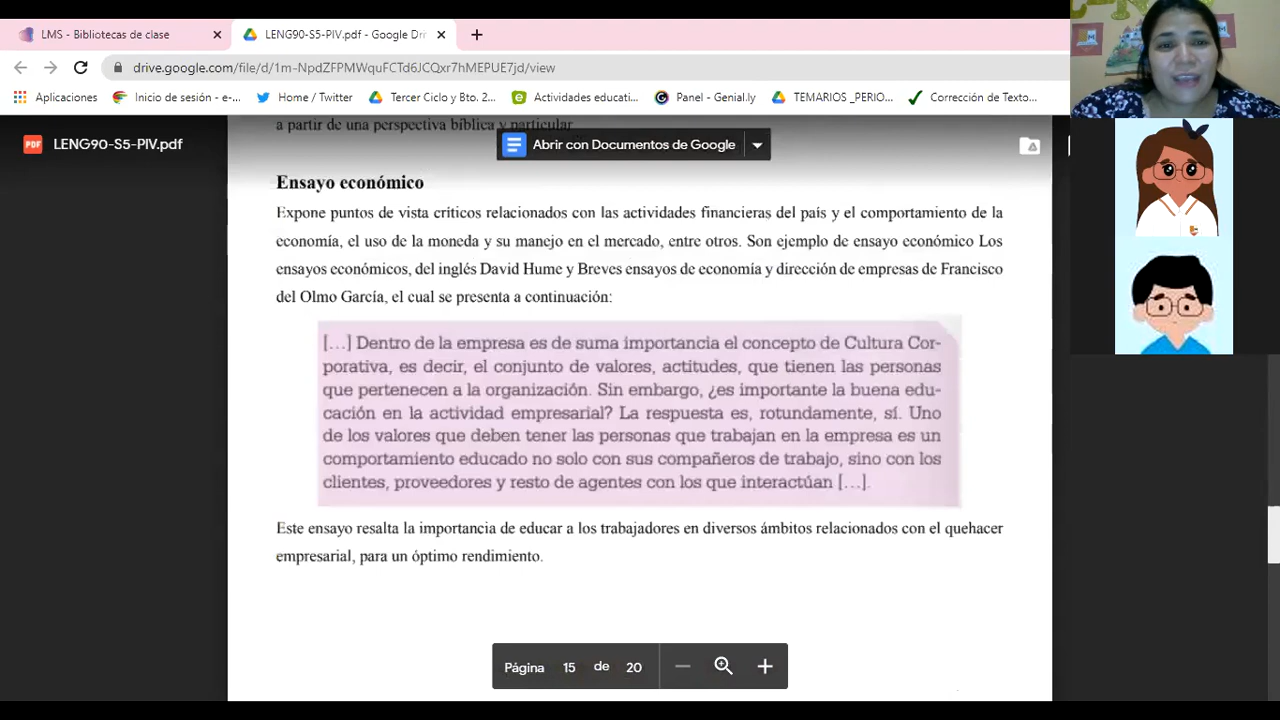 LMS - Bibliotecas de clase
LENG90-S5-PIV.pdf - Google Dri
drive.google.com/file/d/1m-NpdZFPMWquFCTd6JCQxr7hMEPUE7jd/view
Aplicaciones
Inicio de sesión - e-...
Home / Twitter
Tercer Ciclo y Bto. 2...
Actividades educati...
Panel - Genial.ly
TEMARIOS _PERIO...
Corrección de Texto...
PDF
LENG90-S5-PIV.pdf
a partir de una perspectiva bíblica y particular
Abrir con Documentos de Google
Ensayo económico
Expone puntos de vista críticos relacionados con las actividades financieras del país y el comportamiento de la
economía, el uso de la moneda y su manejo en el mercado, entre otros. Son ejemplo de ensayo económico Los
ensayos económicos, del inglés David Hume y Breves ensayos de economía y dirección de empresas de Francisco
del Olmo García, el cual se presenta a continuación:
[...] Dentro de la empresa es de suma importancia el concepto de Cultura Cor-
porativa, es decir, el conjunto de valores, actitudes, que tienen las personas
que pertenecen a la organización. Sin embargo, ¿es importante la buena edu-
cación en la actividad empresarial? La respuesta es, rotundamente, sí. Uno
de los valores que deben tener las personas que trabajan en la empresa es un
comportamiento educado no solo con sus compañeros de trabajo, sino con los
clientes, proveedores y resto de agentes con los que interactúan [...].
Este ensayo resalta la importancia de educar a los trabajadores en diversos ámbitos relacionados con el quehacer
empresarial, para un óptimo rendimiento.
Página 15 de 20